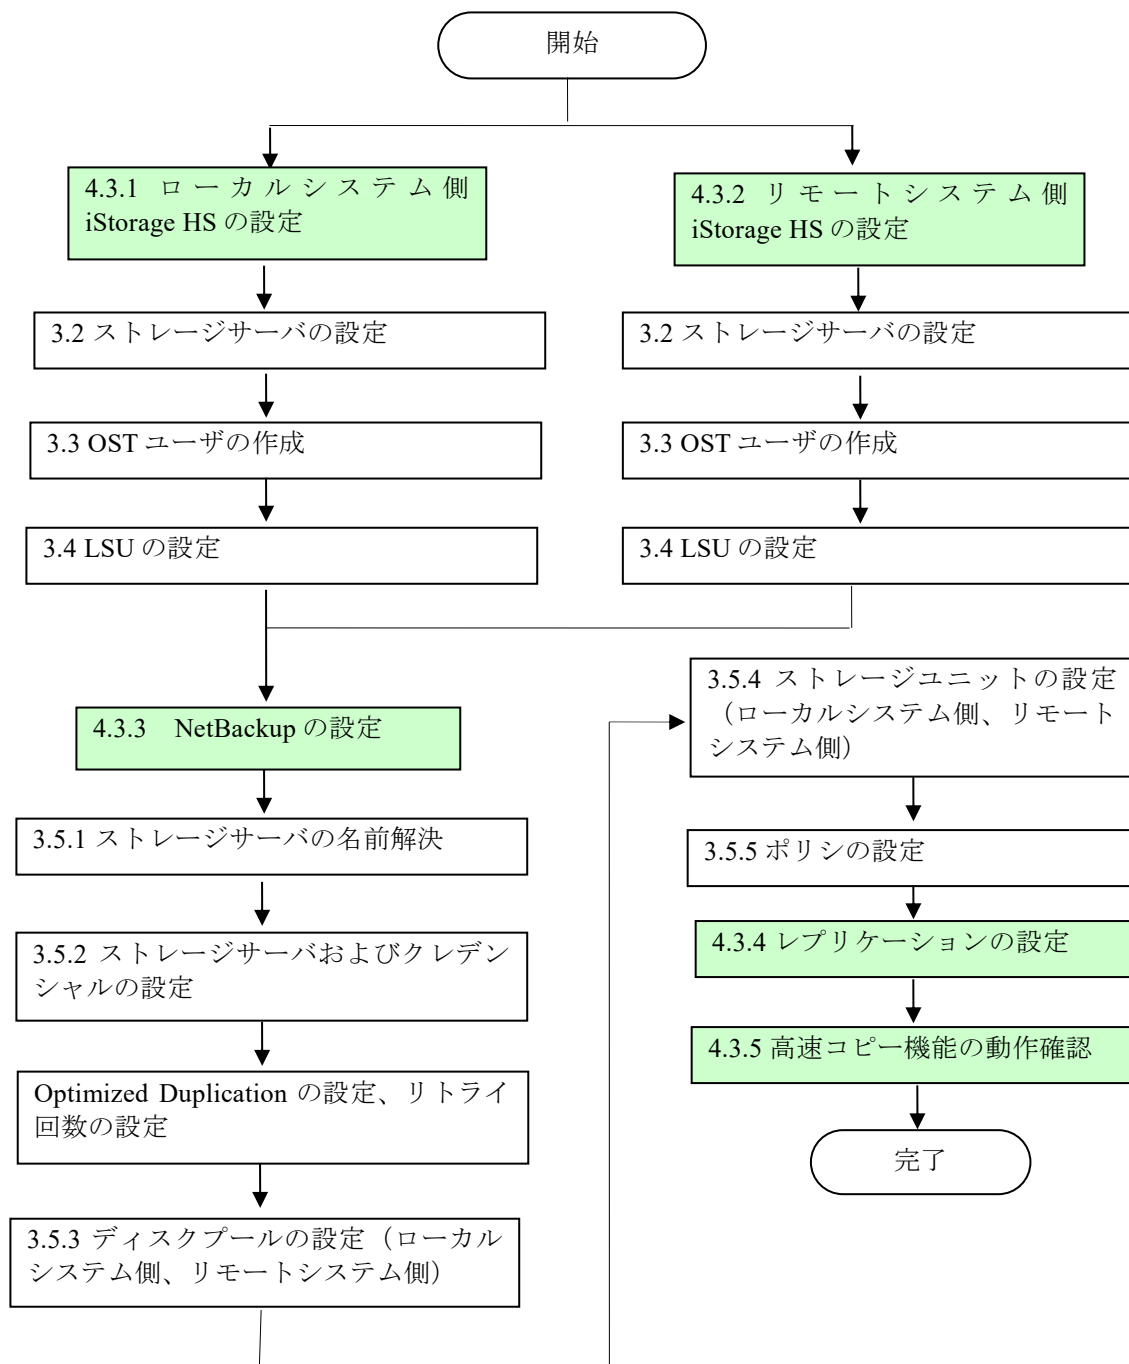 開始
4.3.1 ローカルシステム側
iStorage HS の設定
3.2 ストレージサーバの設定
3.3 OST ユーザの作成
3.4 LSU の設定
4.3.2 リモートシステム側
iStorage HS の設定
3.2 ストレージサーバの設定
3.3 OST ユーザの作成
3.4 LSU の設定
4.3.3 NetBackup の設定
3.5.1 ストレージサーバの名前解決
3.5.2 ストレージサーバおよびクレデン
シャルの設定
Optimized Duplication の設定、リトライ
回数の設定
3.5.3 ディスクプールの設定（ローカル
システム側、リモートシステム側）
3.5.4 ストレージユニットの設定
（ローカルシステム側、リモート
システム側）
3.5.5 ポリシの設定
4.3.4 レプリケーションの設定
4.3.5 高速コピー機能の動作確認
完了